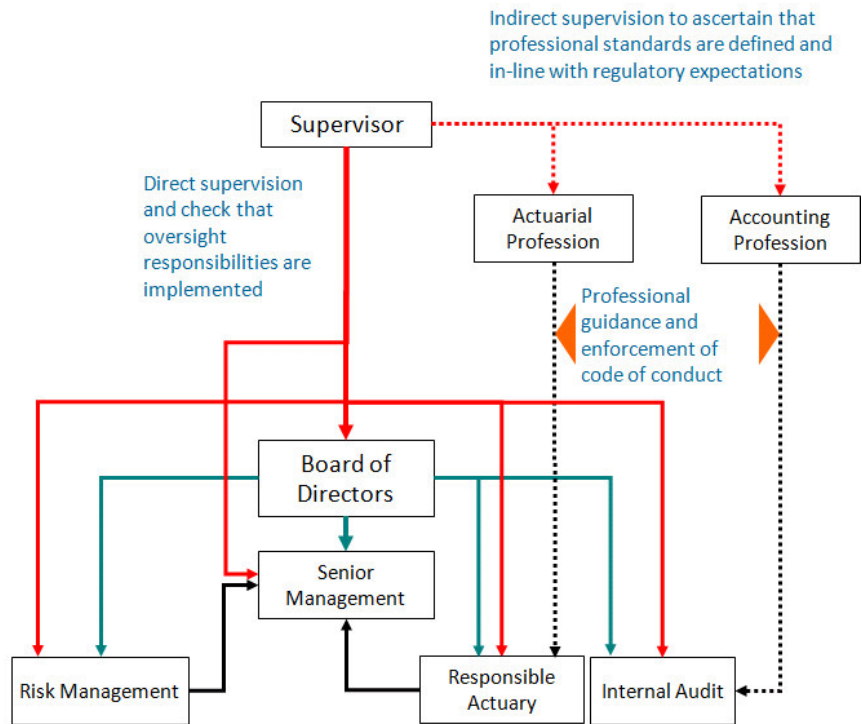 Indirect supervision to ascertain that
professional standards are defined and
in-line with regulatory expectations
Supervisor
Direct supervision
and check that
oversight
responsibilities are
implemented
Actuarial
Profession
Accounting
Profession
Professional
guidance and
enforcement of
code of conduct
Board of
Directors
Senior
Management
Risk Management
Responsible
Actuary
Internal Audit